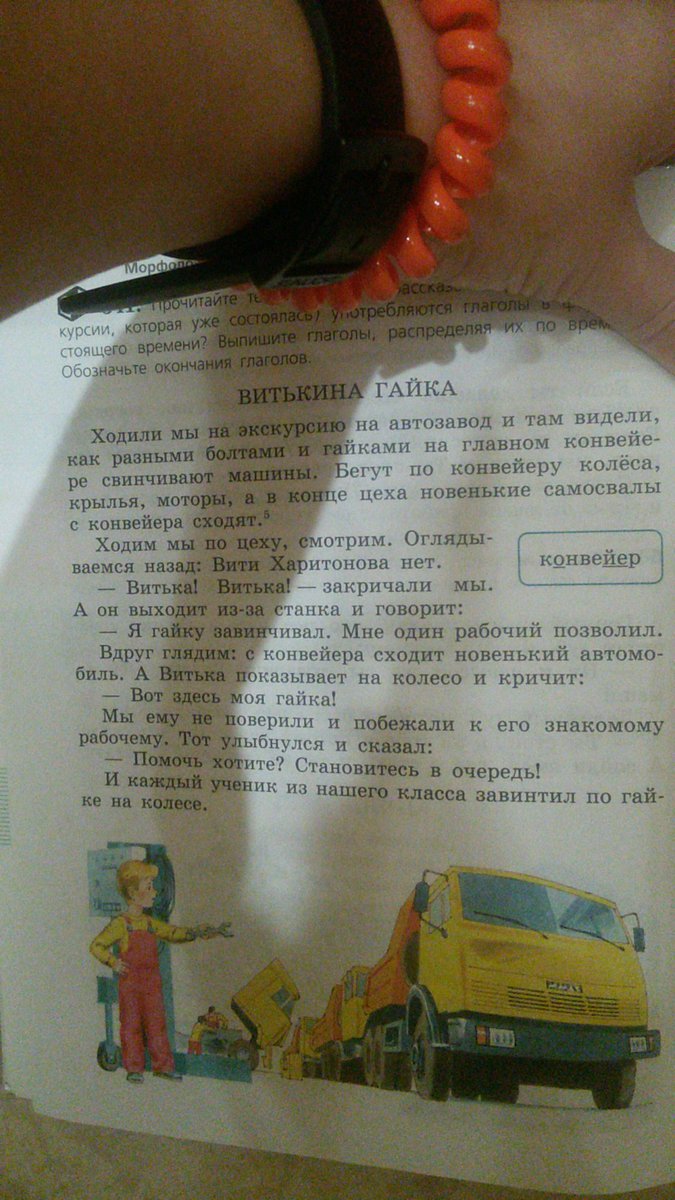 Прочитайте
курсии, которая уже состоялась) употребляются глаголы в
стоящего времени? Выпишите глаголы, распределяя их по
Обозначьте окончания глаголов.
ВИТЬКИНА ГАЙКА
Ходили мы на экскурсию на автозавод и там видели,
как разными болтами и гайками на главном конвейе-
ре свинчивают машины. Бегут по конвейеру колёса,
крылья, моторы, а в конце цеха новенькие самосвалы
с конвейера сходят.⁵
Ходим мы по цеху, смотрим. Огляды-
ваемся назад: Вити Харитонова нет.
— Витька! Витька! — закричали мы.
конвейер
А он выходит из-за станка и говорит:
— Я гайку завинчивал. Мне один рабочий позволил.
Вдруг глядим: с конвейера сходит новенький автомо-
биль. А Витька показывает на колесо и кричит:
— Вот здесь моя гайка!
Мы ему не поверили и побежали к его знакомому
рабочему. Тот улыбнулся и сказал:
— Помочь хотите? Становитесь в очередь!
И каждый ученик из нашего класса завинтил по гай-
ке на колесе.